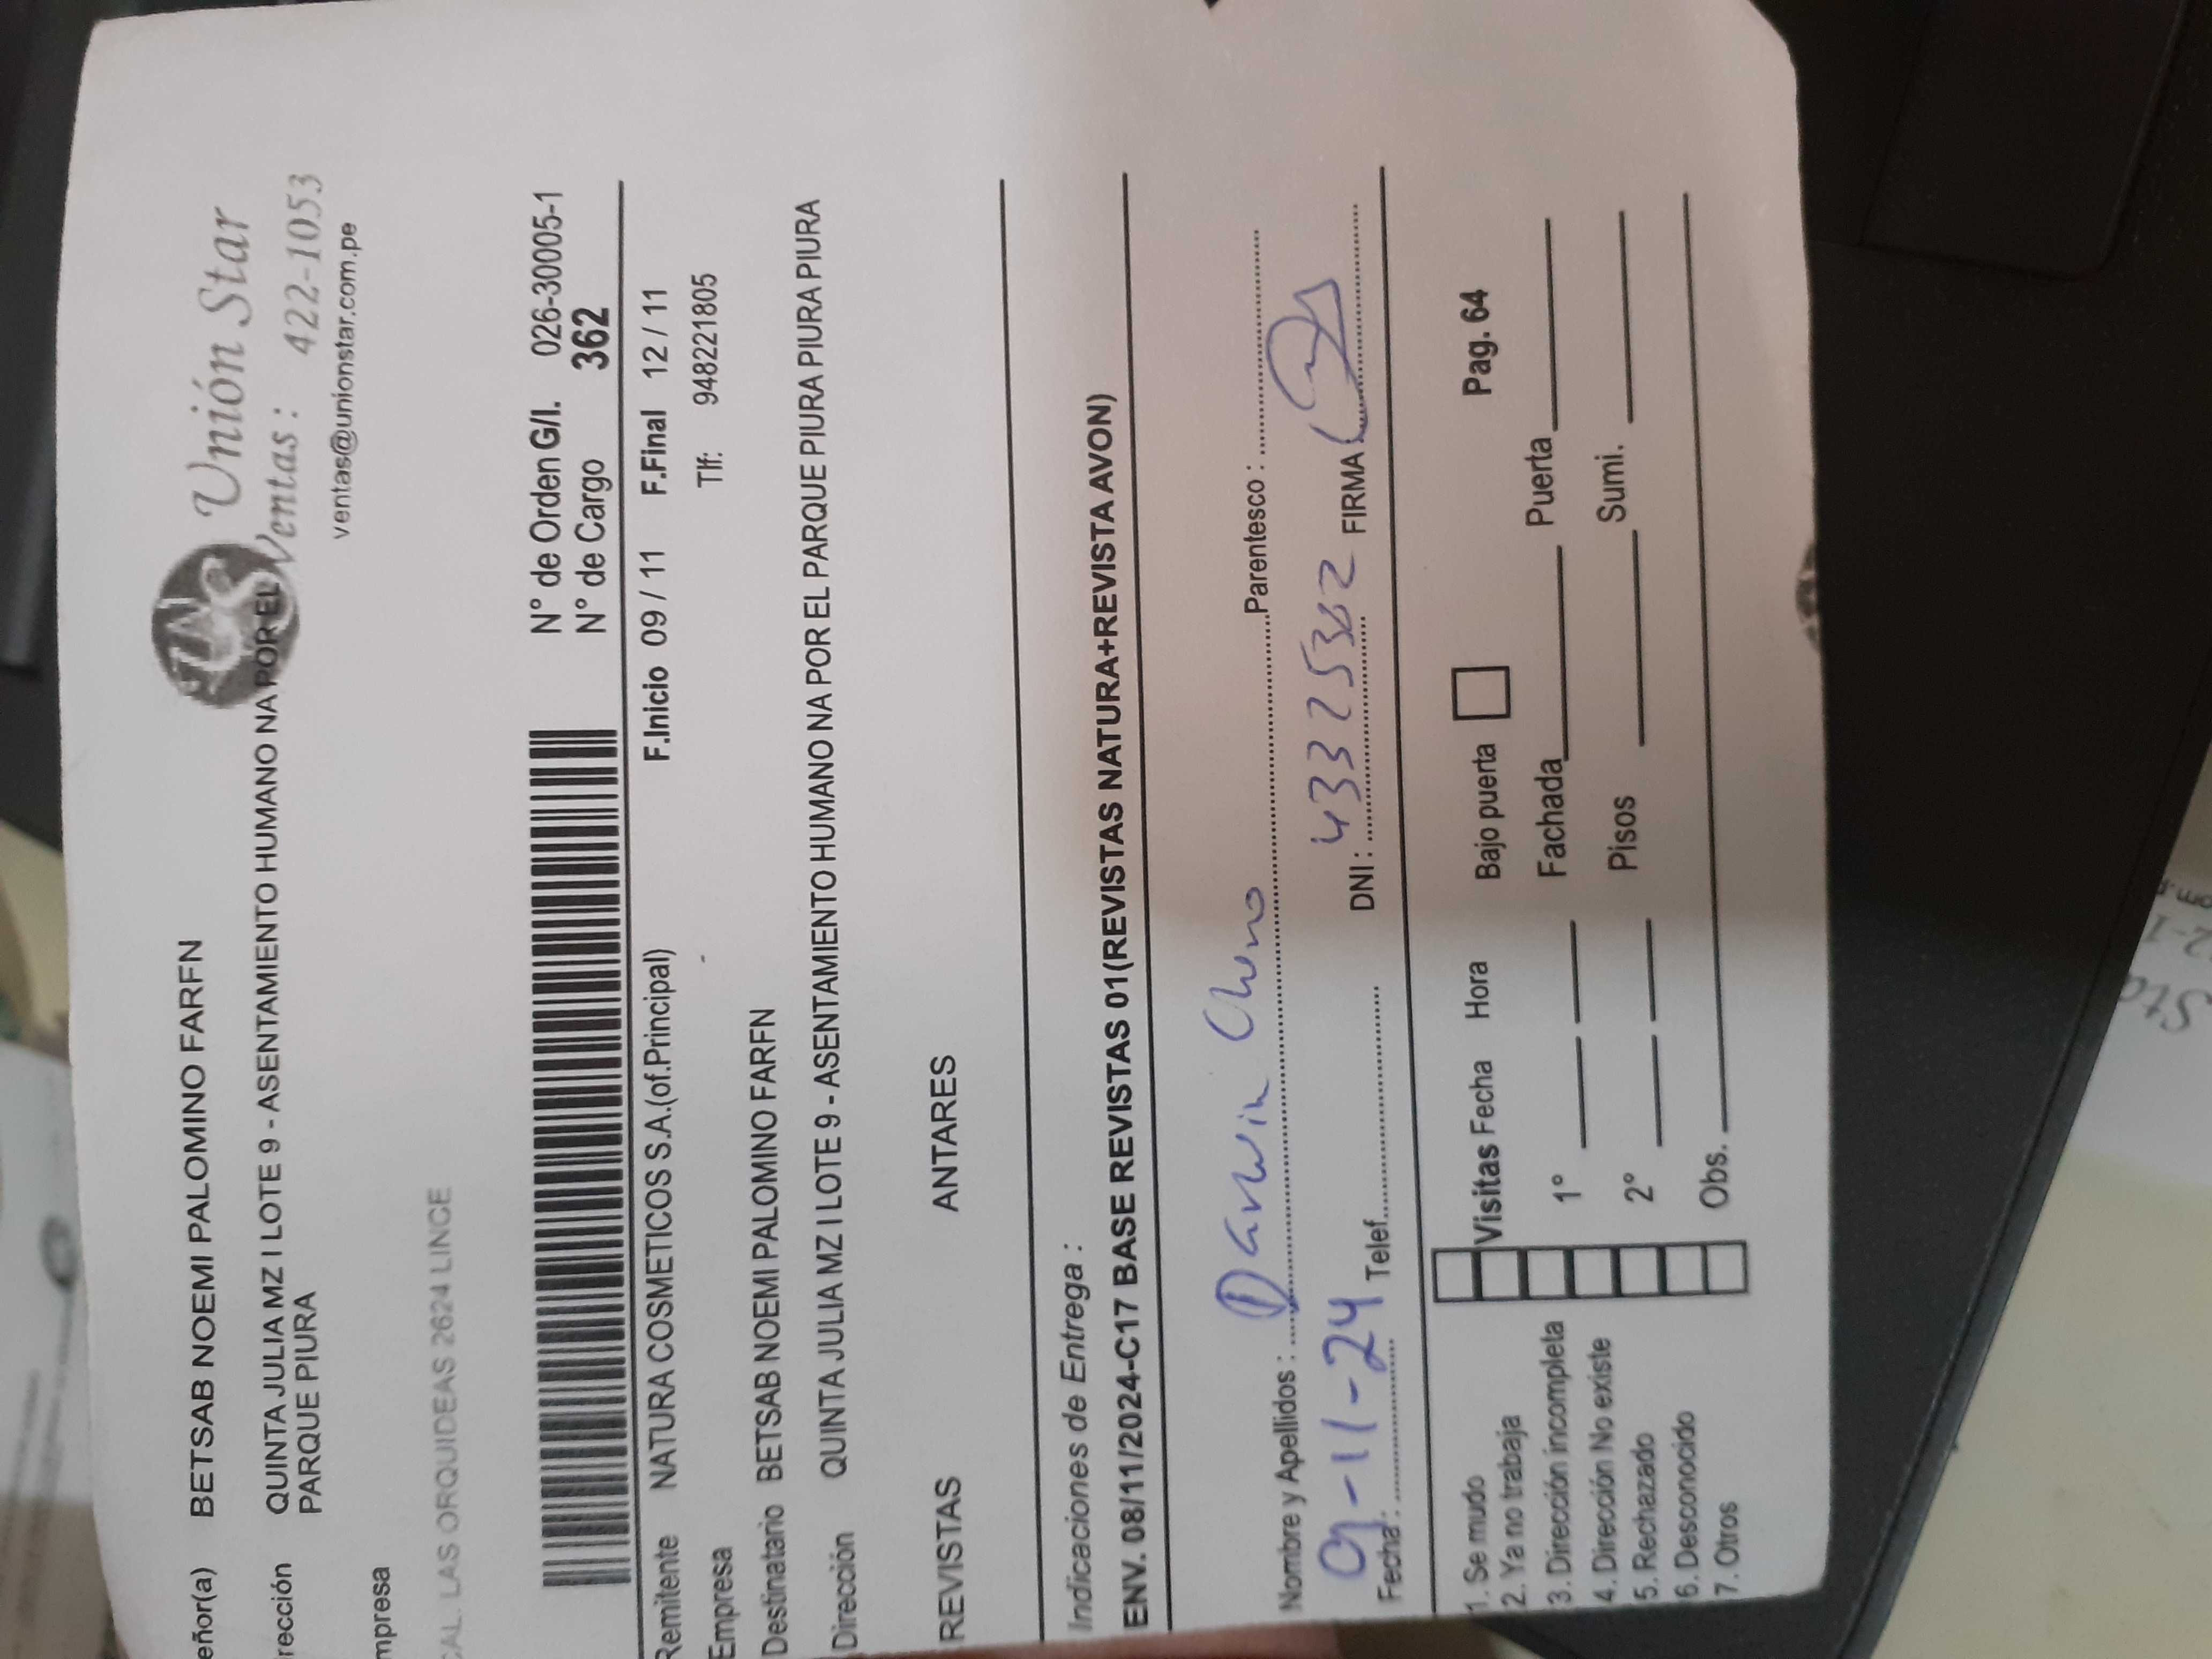 Unión Star
Ventas : 422-1053
ventas@unionstar.com.pe
eñor(a) BETSAB NOEMI PALOMINO FARFN
rección QUINTA JULIA MZ I LOTE 9 - ASENTAMIENTO HUMANO NA POR EL
PARQUE PIURA
mpresa
CAL. LAS ORQUIDEAS 2624 LINCE
N° de Orden G/I. 026-30005-1
N° de Cargo 362
Remitente NATURA COSMETICOS S.A.(of.Principal) F.Inicio 09 / 11 F.Final 12 / 11
Empresa - Tlf: 948221805
Destinatario BETSAB NOEMI PALOMINO FARFN
Dirección QUINTA JULIA MZ I LOTE 9 - ASENTAMIENTO HUMANO NA POR EL PARQUE PIURA PIURA PIURA
REVISTAS ANTARES
Indicaciones de Entrega :
ENV. 08/11/2024-C17 BASE REVISTAS 01(REVISTAS NATURA+REVISTA AVON)
Nombre y Apellidos : Darwin Parentesco :
Fecha : 09-11-24 Telef. DNI : FIRMA
1. Se mudo
2. Ya no trabaja
3. Dirección incompleta
4. Dirección No existe
5. Rechazado
6. Desconocido
7. Otros
Visitas Fecha Hora Bajo puerta Pag. 64
1° Fachada Puerta
2° Pisos Sumi.
Obs.